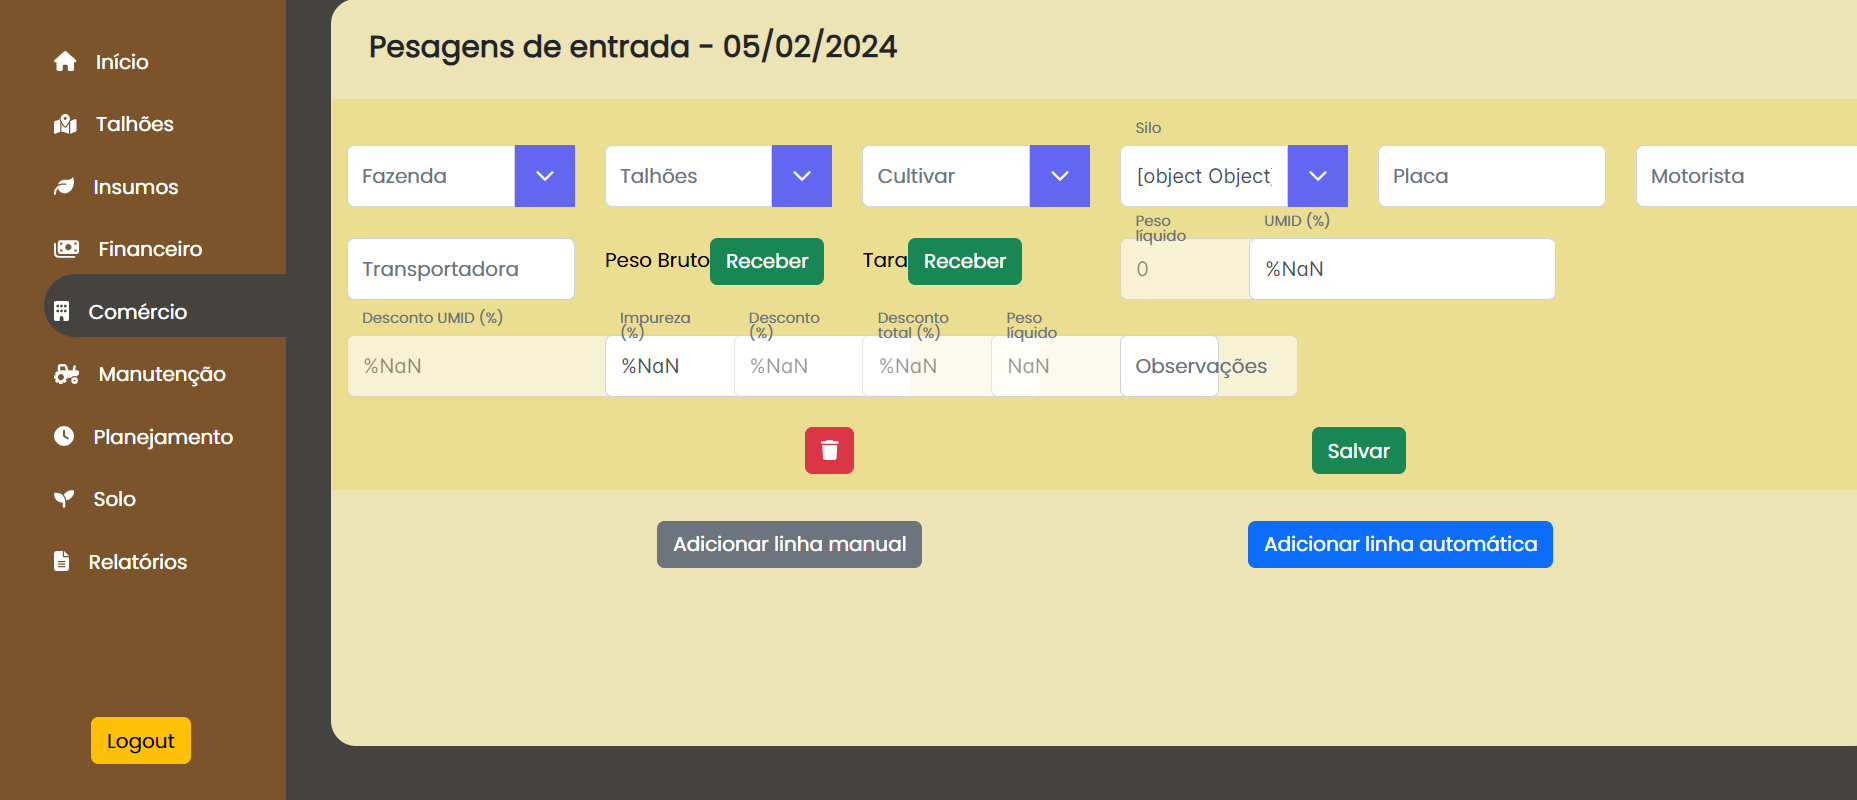 Início
Talhões
Insumos
Financeiro
Comércio
Manutenção
Planejamento
Solo
Relatórios
Logout
Pesagens de entrada - 05/02/2024
Silo
Fazenda
Talhões
Cultivar
[object Object]
Placa
Motorista
Transportadora
Peso Bruto
Receber
Tara
Receber
Peso
líquido
0
UMID (%)
%NaN
Desconto UMID (%)
%NaN
Impureza
(%)
%NaN
Desconto
(%)
%NaN
Desconto
total (%)
%NaN
Peso
líquido
NaN
Observações
Salvar
Adicionar linha manual
Adicionar linha automática